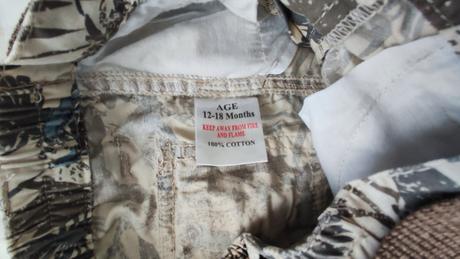 AGE
12-18 Months
KEEP AWAY FROM FIRE
AND FLAME
100% COTTON